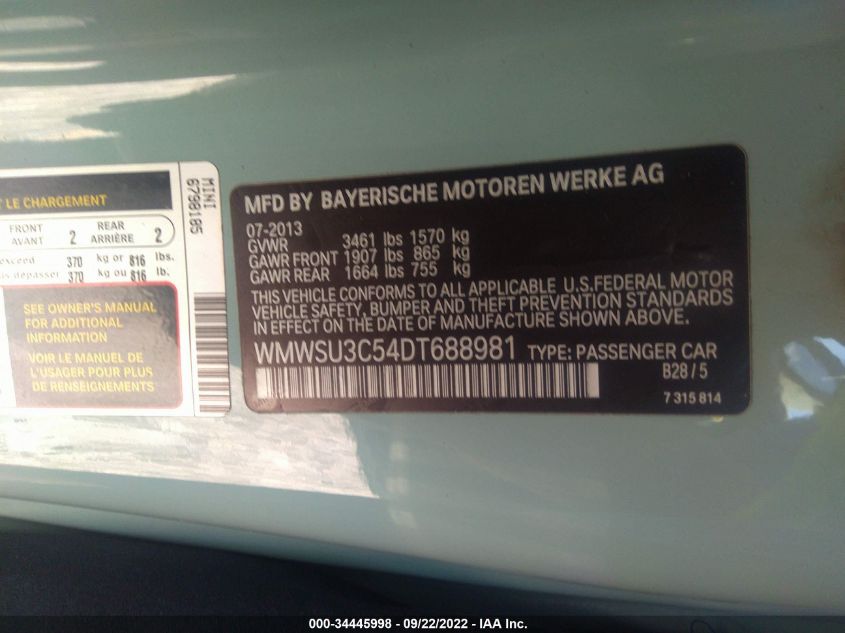 T LE CHARGEMENT
FRONT
AVANT 2 REAR
ARRIÈRE 2
exceed 370 kg or 816 lbs.
is dépasser 370 kg ou 816 lb.
SEE OWNER'S MANUAL
FOR ADDITIONAL
INFORMATION
VOIR LE MANUEL DE
L'USAGER POUR PLUS
DE RENSEIGNEMENTS
MINI
6798185
MFD BY BAYERISCHE MOTOREN WERKE AG
07-2013
GVWR 3461 lbs 1570 kg
GAWR FRONT 1907 lbs 865 kg
GAWR REAR 1664 lbs 755 kg
THIS VEHICLE CONFORMS TO ALL APPLICABLE U.S.FEDERAL MOTOR
VEHICLE SAFETY, BUMPER AND THEFT PREVENTION STANDARDS
IN EFFECT ON THE DATE OF MANUFACTURE SHOWN ABOVE.
WMWSU3C54DT688981 TYPE: PASSENGER CAR
B28 / 5
7 315 814
000-34445998 - 09/22/2022 - IAA Inc.